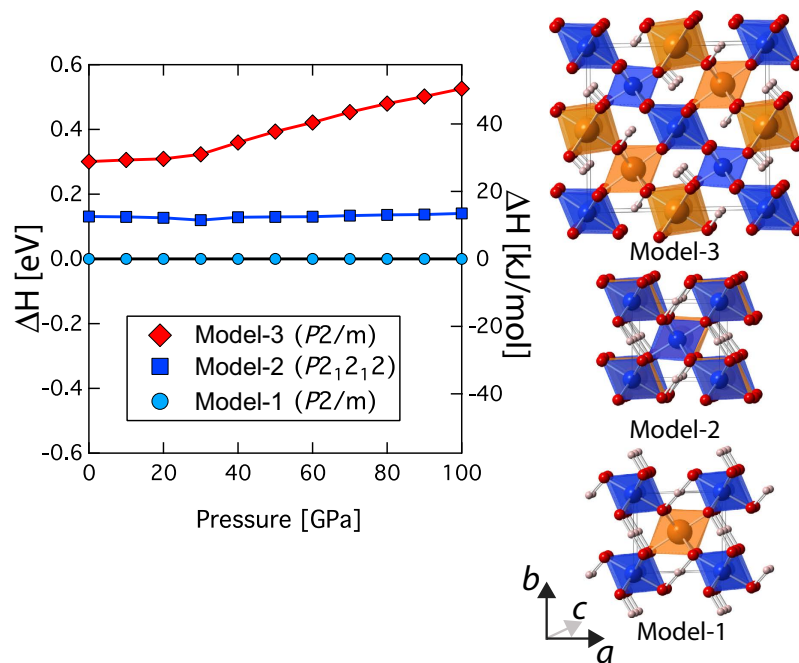 0.6
0.4
0.2
0.0
-0.2
-0.4
-0.6
ΔH [eV]
40
20
0
-20
-40
ΔH [kJ/mol]
Model-3 (P2/m)
Model-2 (P2₁2₁2)
Model-1 (P2/m)
0 20 40 60 80 100
Pressure [GPa]
Model-3
Model-2
Model-1
b
c
a